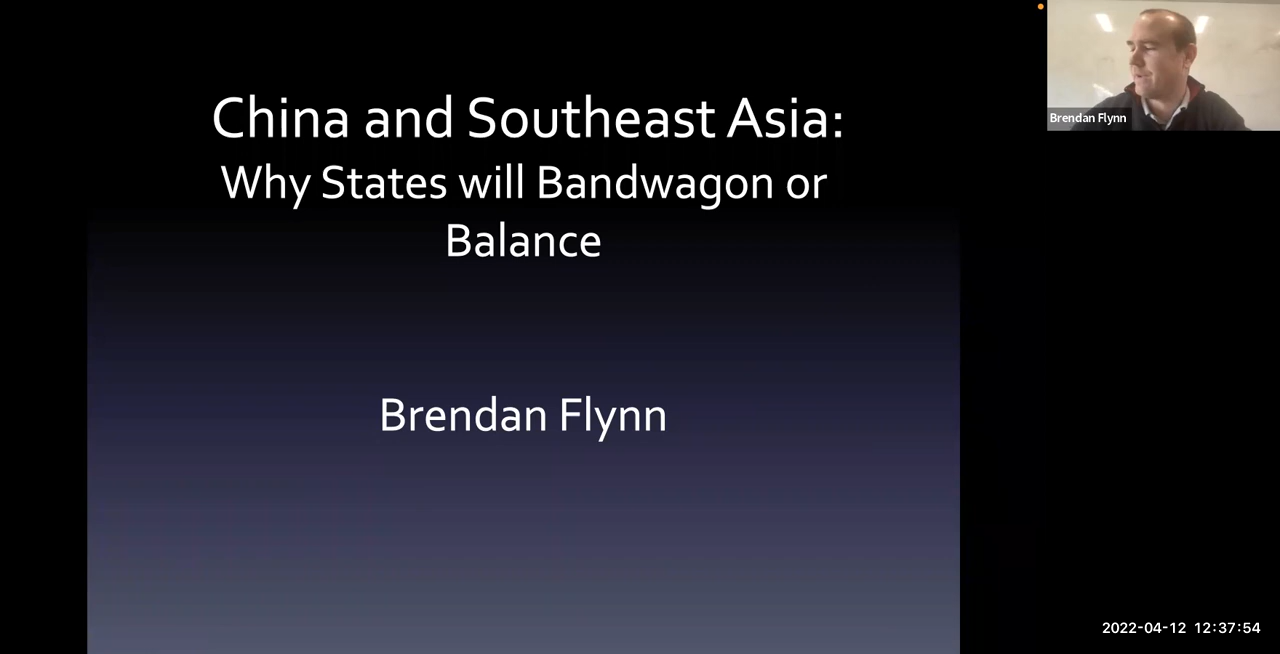 China and Southeast Asia:
Why States will Bandwagon or
Balance
Brendan Flynn
Brendan Flynn
2022-04-12 12:37:54